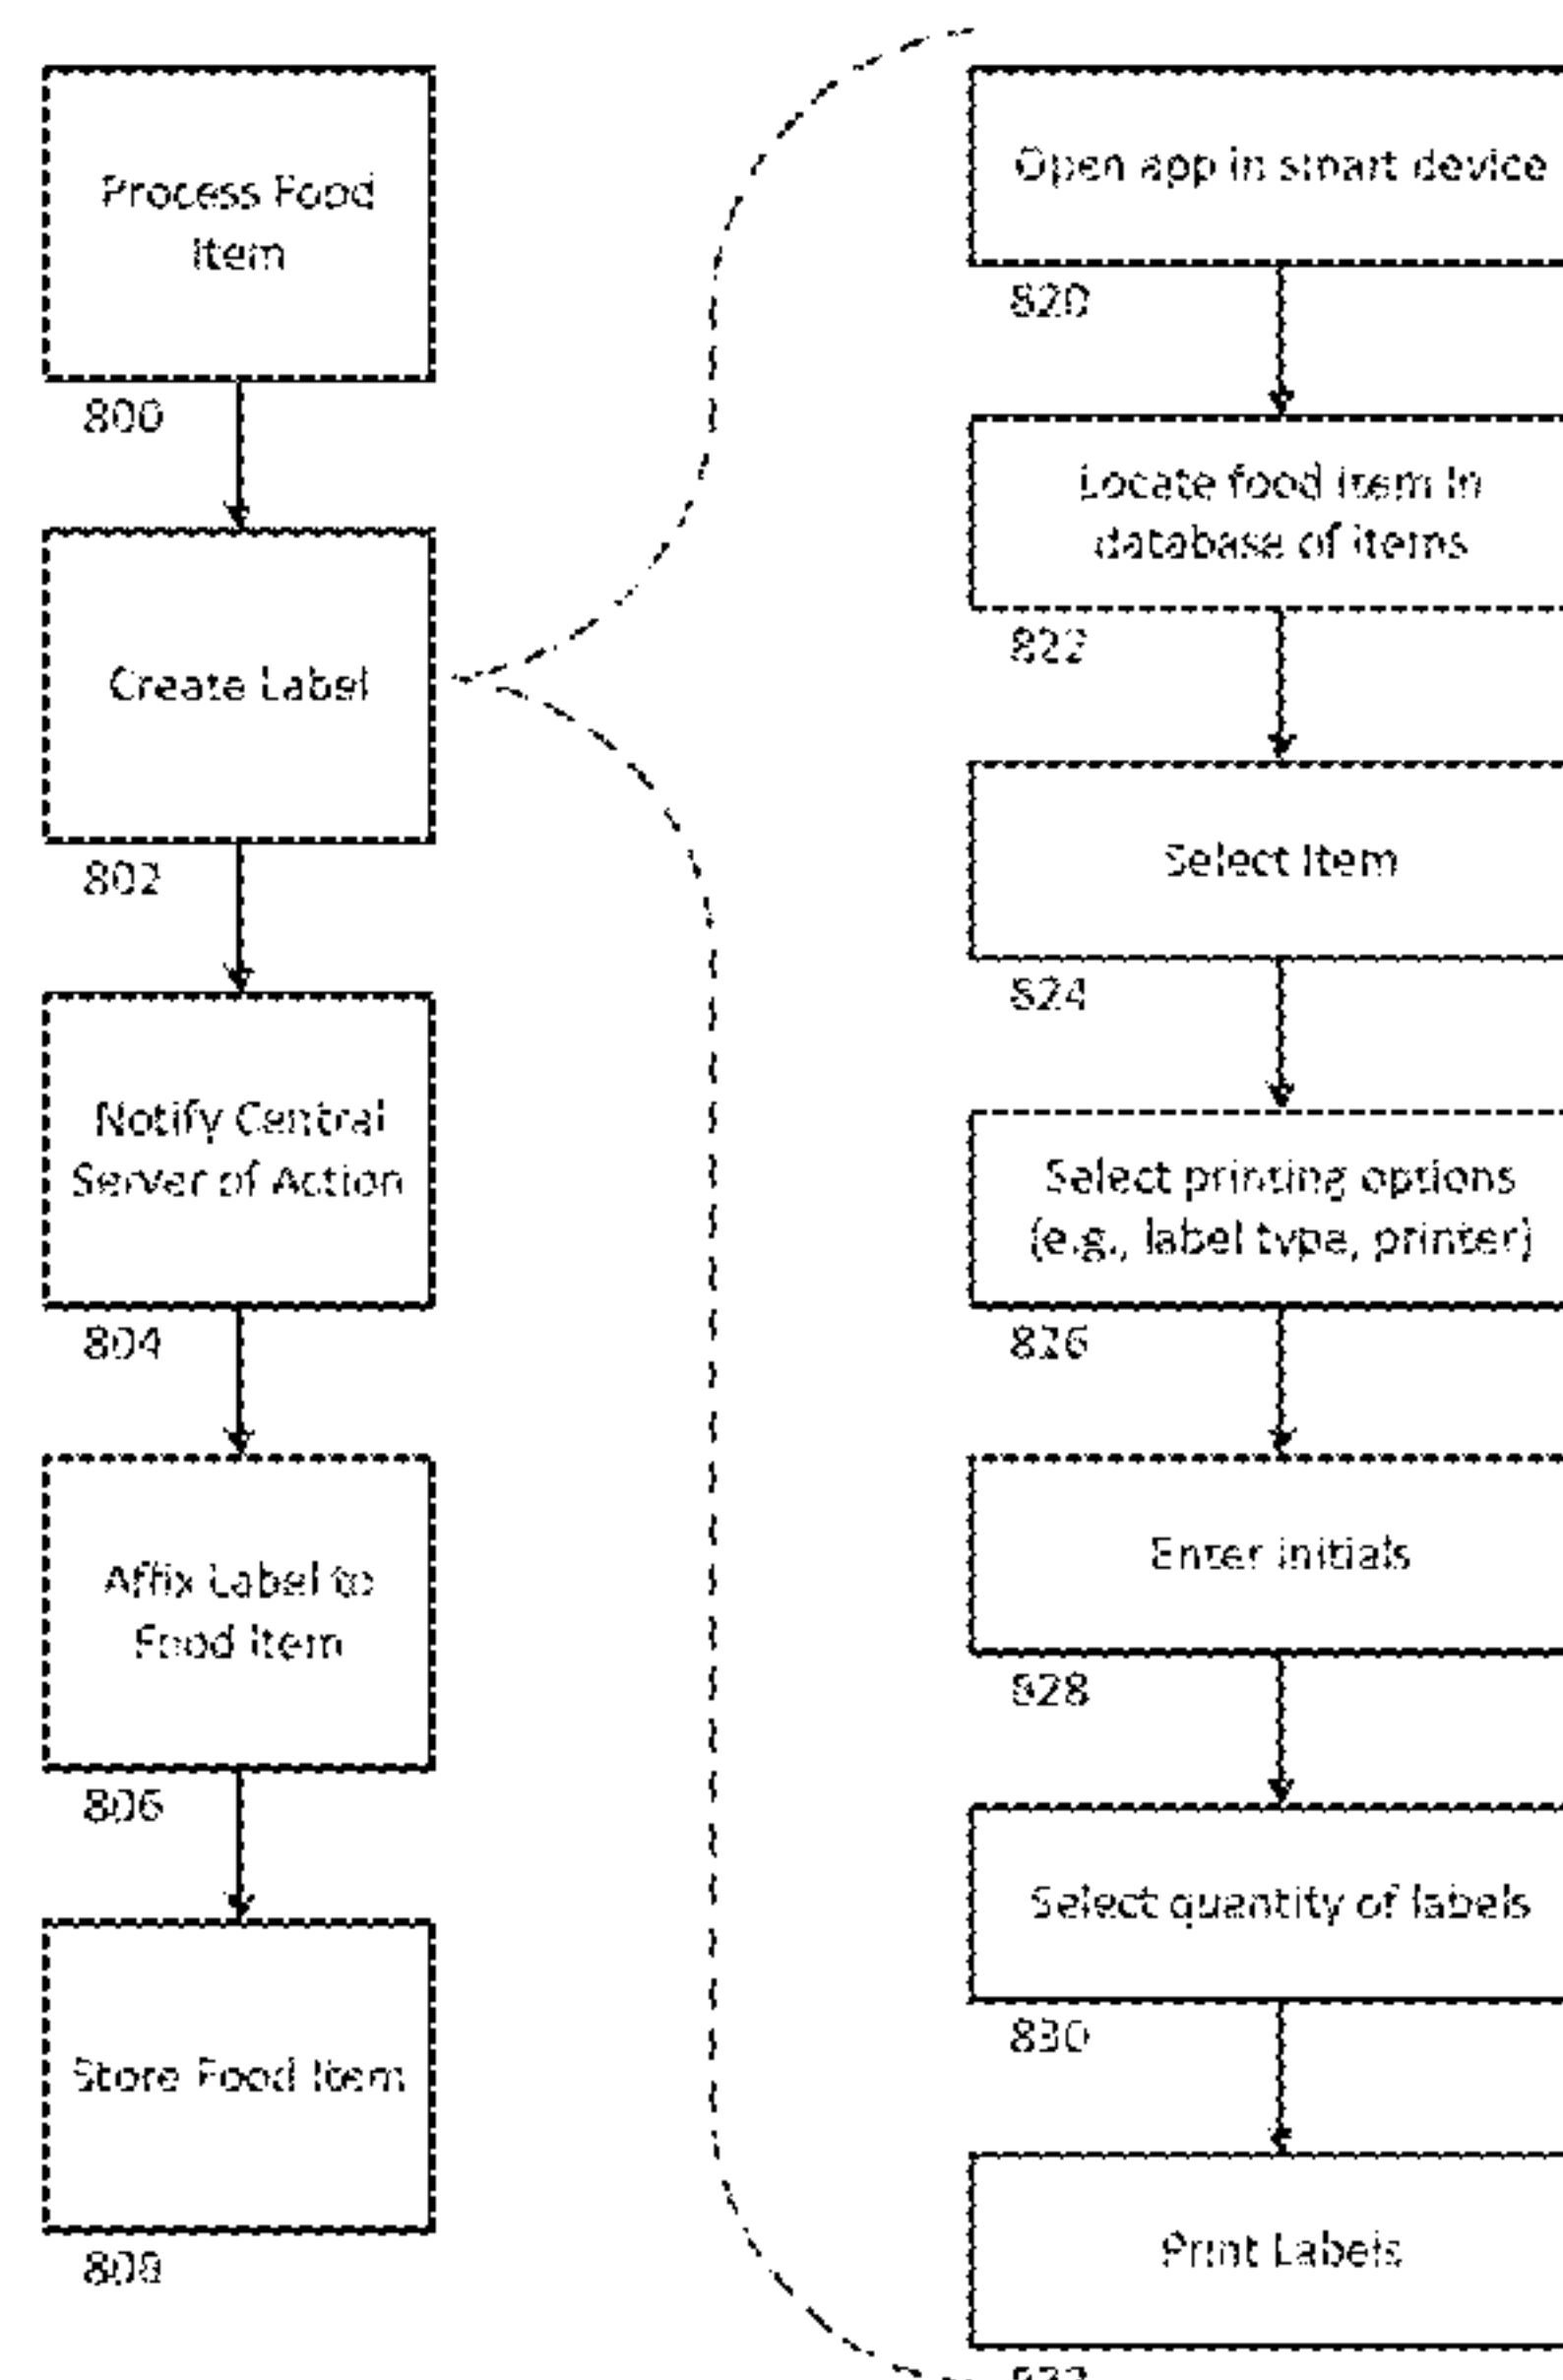 Process Food
Item
800
Create Label
802
Notify Central
Server of Action
804
Affix Label to
Food Item
806
Store Food Item
808
Open app in smart device
820
Locate food item in
database of items
822
Select Item
824
Select printing options
(e.g., label type, printer)
826
Enter initials
828
Select quantity of labels
830
Print Labels